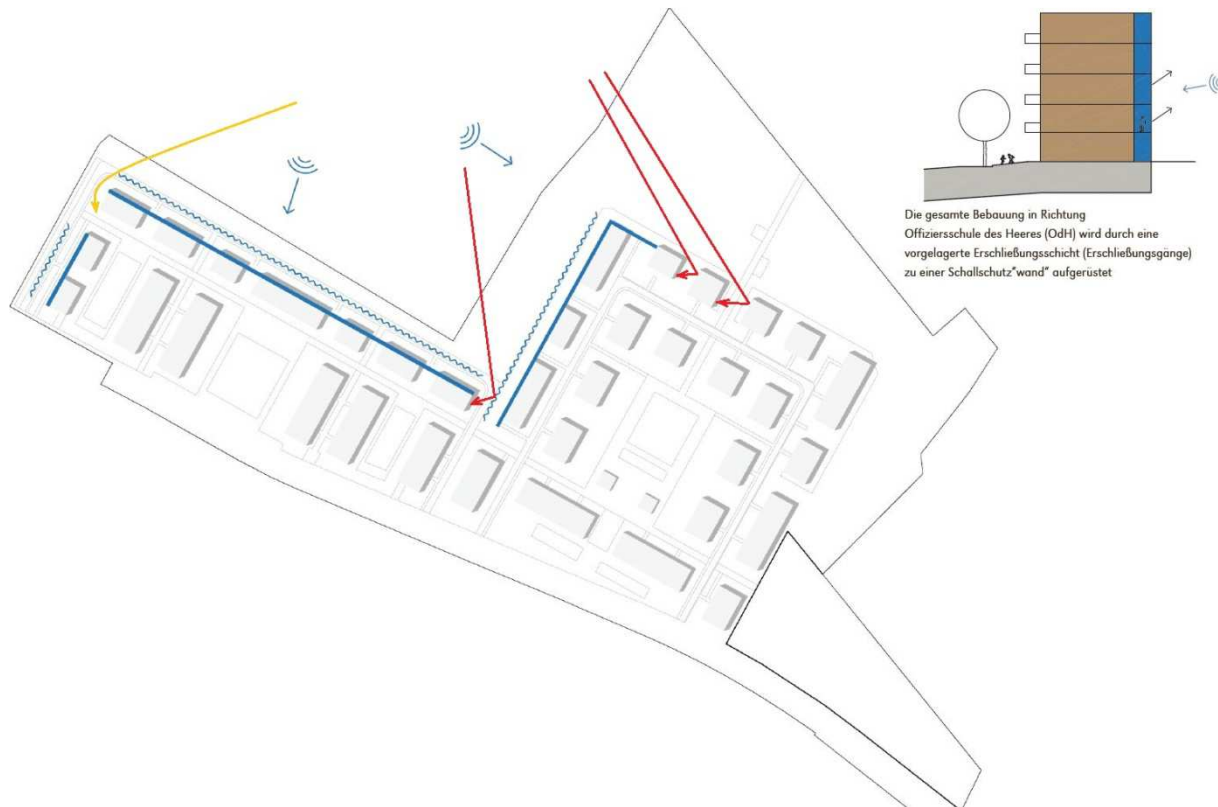 Die gesamte Bebauung in Richtung
Offiziersschule des Heeres (OdH) wird durch eine
vorgelagerte Erschließungsschicht (Erschließungsgänge)
zu einer Schallschutz"wand" aufgerüstet